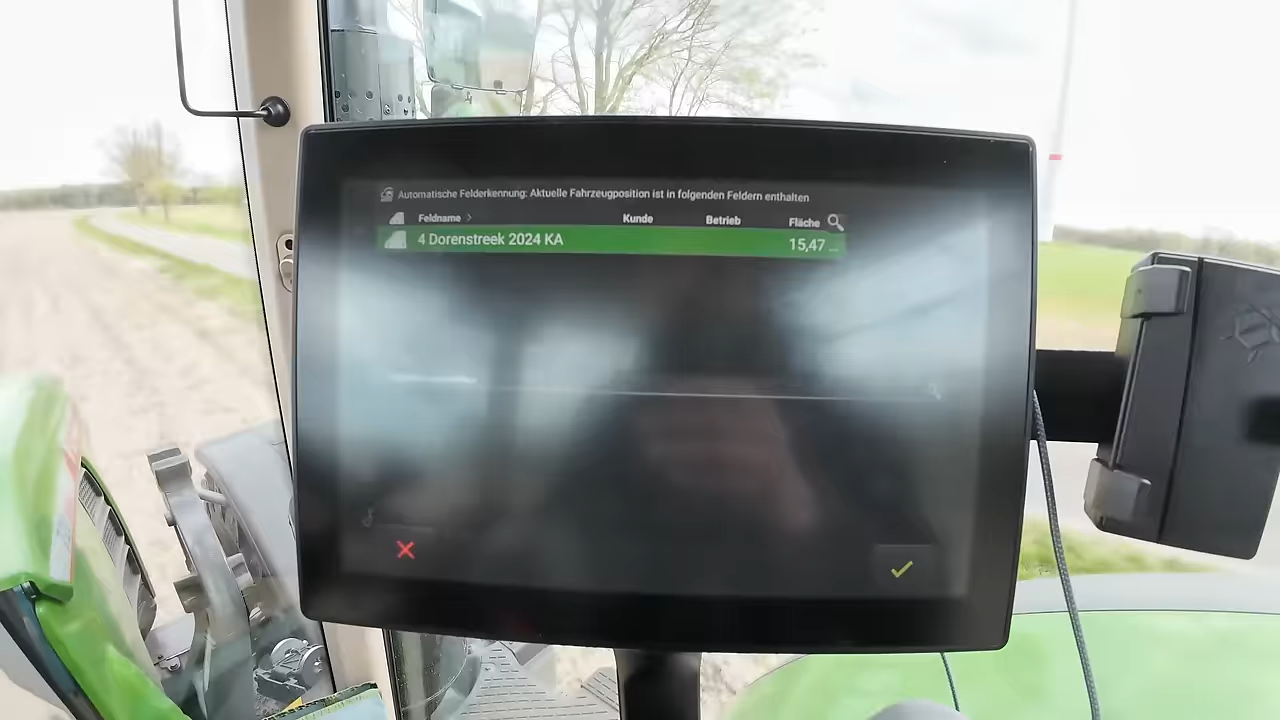 Automatische Felderkennung: Aktuelle Fahrzeugposition ist in folgenden Feldern enthalten
Feldname Kunde Betrieb Fläche
4 Dorenstreek 2024 KA 15,47 ...